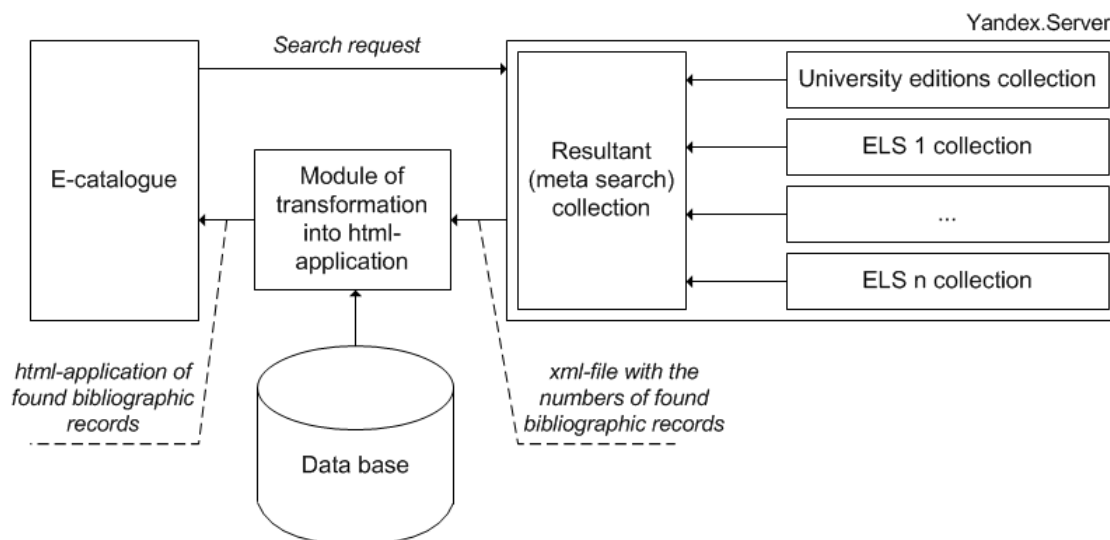 Yandex.Server
Search request
E-catalogue
Module of
transformation
into html-
application
Resultant
(meta search)
collection
University editions collection
ELS 1 collection
...
ELS n collection
html-application of
found bibliographic
records
xml-file with the
numbers of found
bibliographic records
Data base